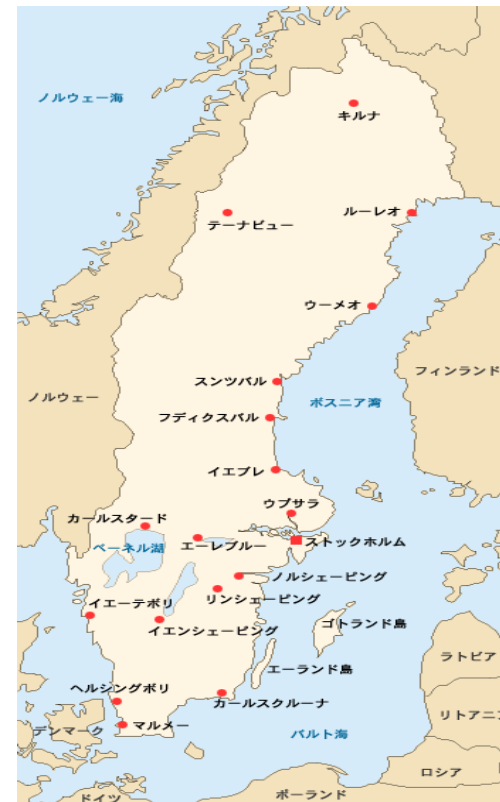 ノルウェー海
キルナ
テーナビュー
ルーレオ
ウーメオ
スンツバル
フィンランド
ノルウェー
ボスニア湾
フディクスバル
イエブレ
ウプサラ
カールスタード
ベーネル湖
エーレブルー
ストックホルム
ノルシェーピング
リンシェーピング
イエーテボリ
イエンシェーピング
ゴトランド島
エーランド島
ラトビア
ヘルシングボリ
カールスクルーナ
マルメー
デンマーク
バルト海
リトアニ
ロシア
ドイツ
ポーランド